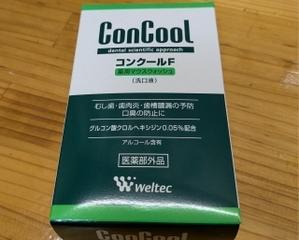 ConCool
dental scientific approach
コンクールF
薬用マウスウォッシュ
(洗口液)
むし歯・歯肉炎・歯槽膿漏の予防
口臭の防止に
グルコン酸クロルヘキシジン0.05%配合
アルコール含有
医薬部外品
Weltec